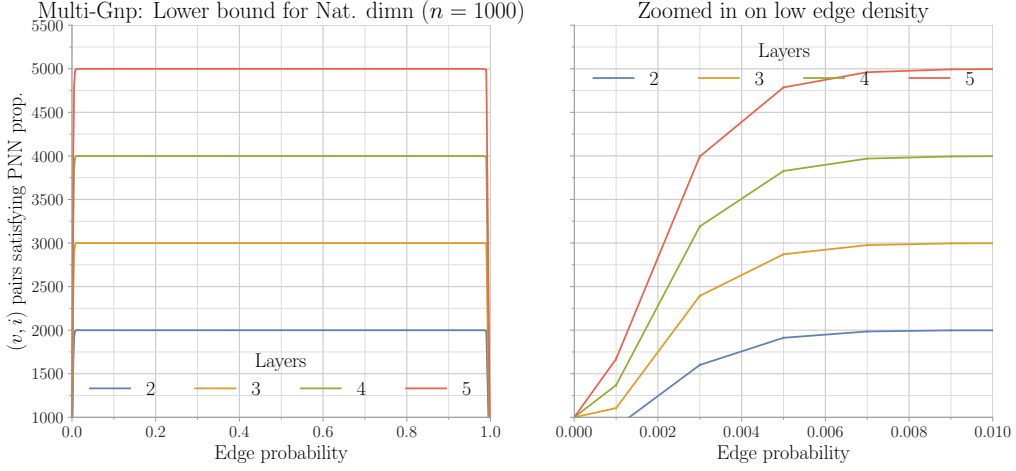 Multi-Gnp: Lower bound for Nat. dimn (n = 1000)
(v, i) pairs satisfying PNN prop.
5500
5000
4500
4000
3500
3000
2500
2000
1500
1000
Layers
2 3 4 5
0.0 0.2 0.4 0.6 0.8 1.0
Edge probability
Zoomed in on low edge density
Layers
2 3 4 5
0.000 0.002 0.004 0.006 0.008 0.010
Edge probability